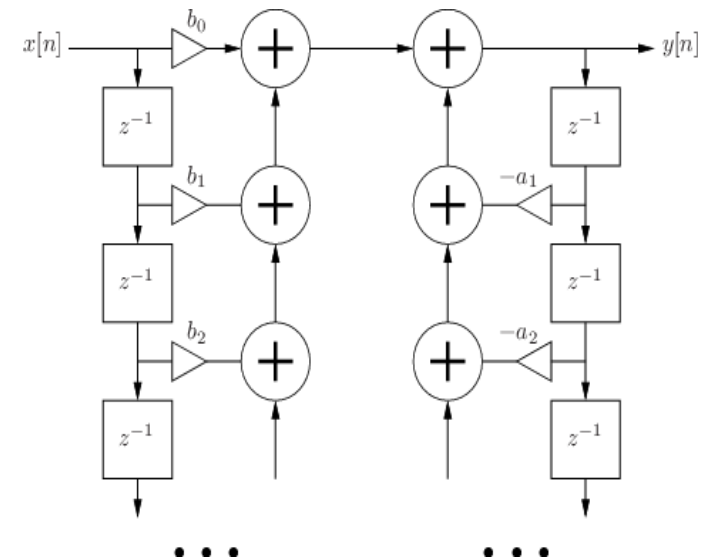 b₀
x[n] + + y[n]
z⁻¹ z⁻¹
b₁ −a₁
+ +
z⁻¹ z⁻¹
b₂ −a₂
+ +
z⁻¹ z⁻¹
• • • • • •